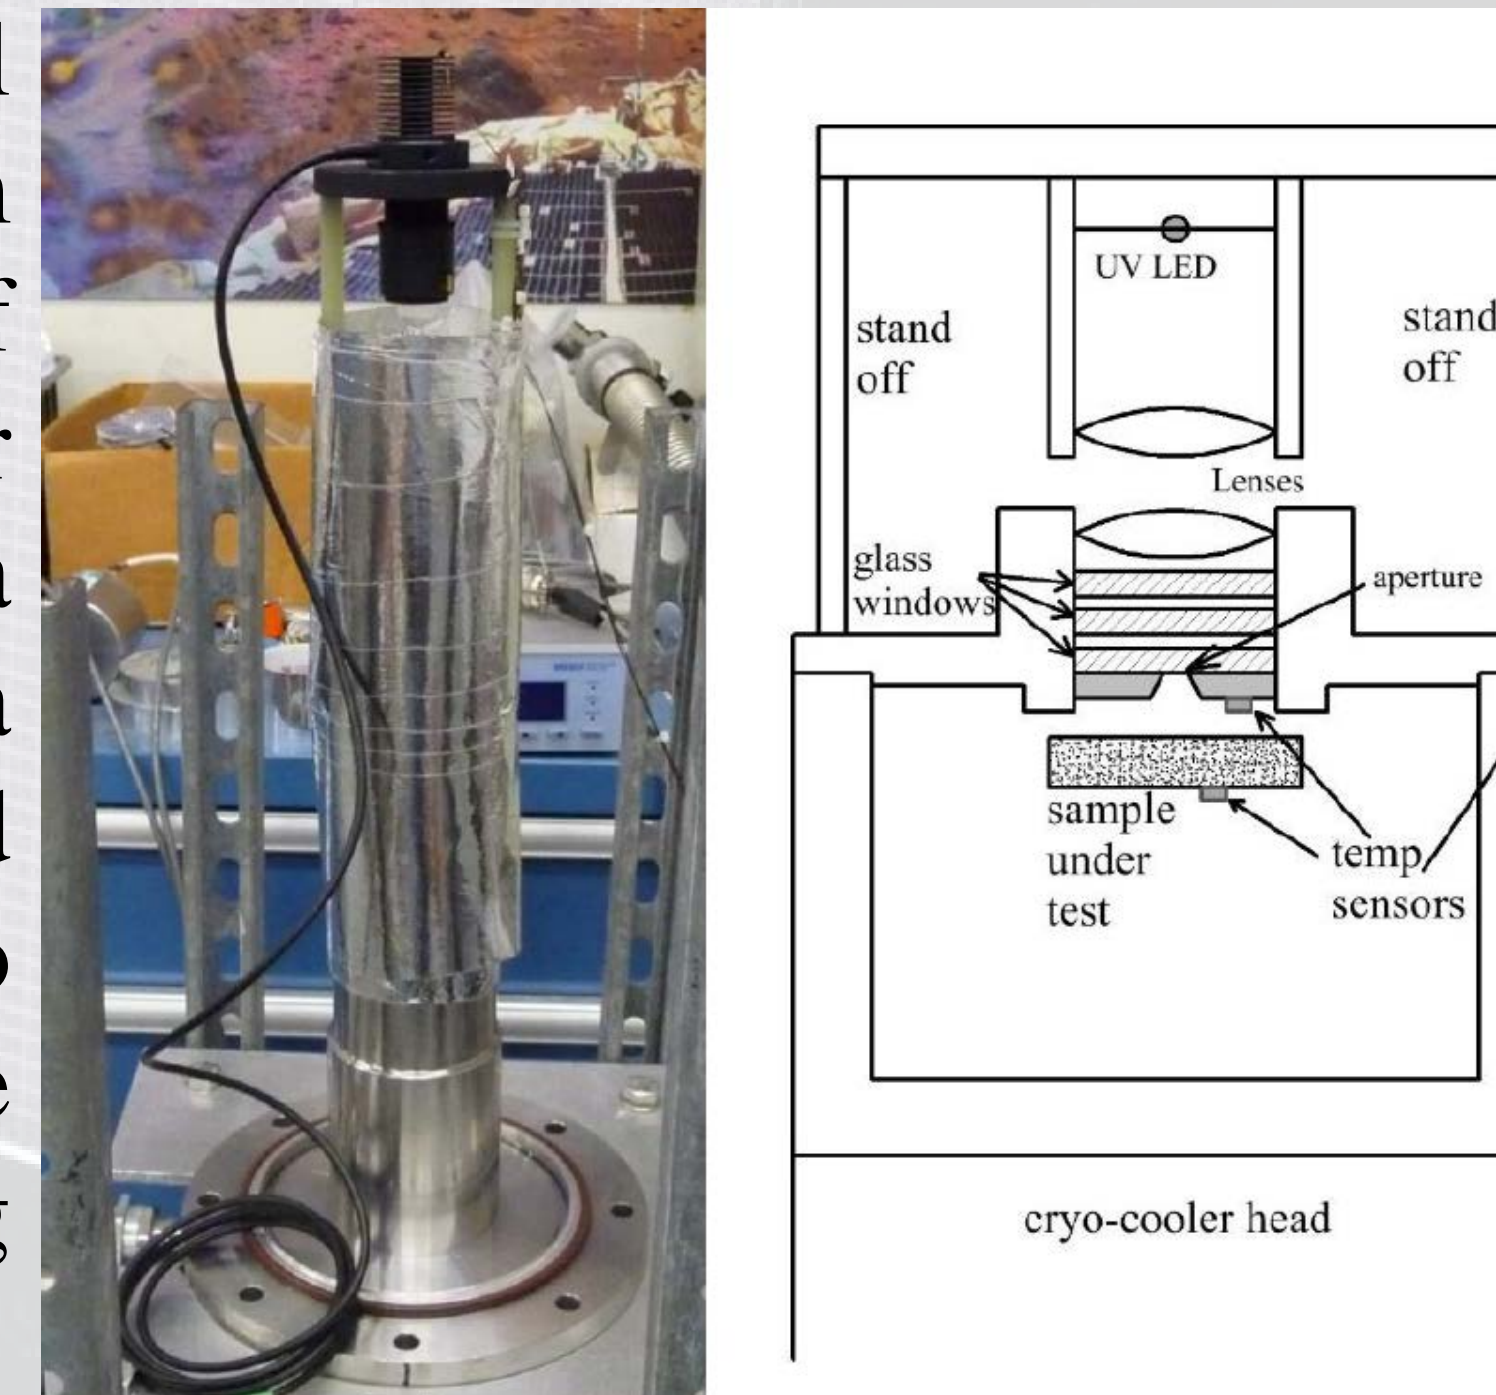 UV LED
stand
off
stand
off
Lenses
glass
windows
aperture
sample
under
test
temp
sensors
cryo-cooler head